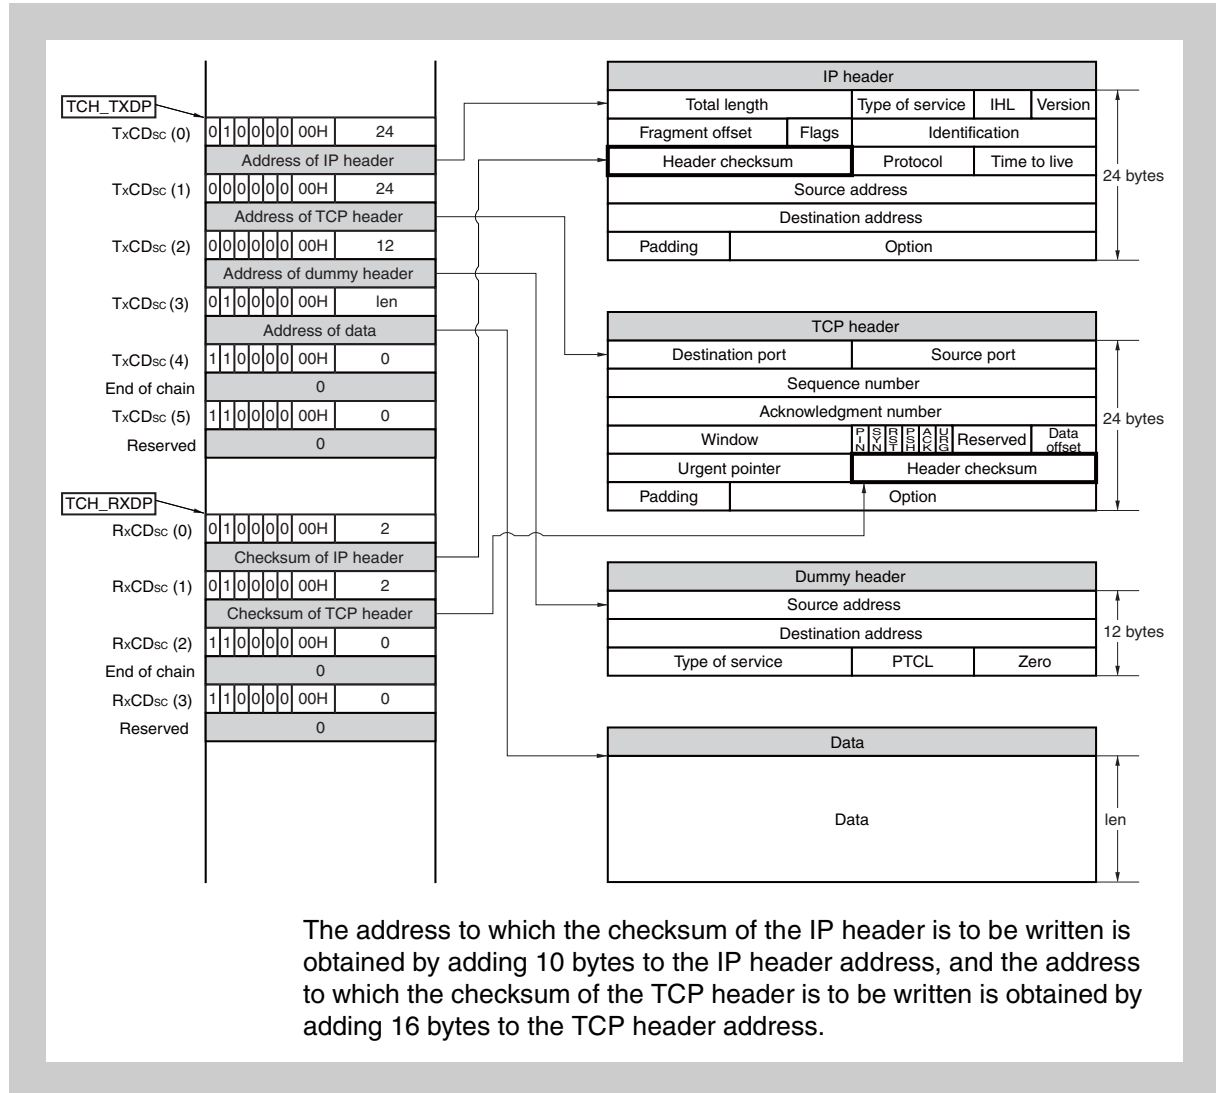 TCH_TXDP
TxCDsc (0) 0 1 0 0 0 0 00H 24
Address of IP header
TxCDsc (1) 0 0 0 0 0 0 00H 24
Address of TCP header
TxCDsc (2) 0 0 0 0 0 0 00H 12
Address of dummy header
TxCDsc (3) 0 1 0 0 0 0 00H len
Address of data
TxCDsc (4) 1 1 0 0 0 0 00H 0
End of chain 0
TxCDsc (5) 1 1 0 0 0 0 00H 0
Reserved 0
TCH_RXDP
RxCDsc (0) 0 1 0 0 0 0 00H 2
Checksum of IP header
RxCDsc (1) 0 1 0 0 0 0 00H 2
Checksum of TCP header
RxCDsc (2) 1 1 0 0 0 0 00H 0
End of chain 0
RxCDsc (3) 1 1 0 0 0 0 00H 0
Reserved 0
IP header
Total length Type of service IHL Version
Fragment offset Flags Identification
Header checksum Protocol Time to live
Source address
Destination address
Padding Option
24 bytes
TCP header
Destination port Source port
Sequence number
Acknowledgment number
Window PIN SYN RST PSH ACK URG Reserved Data offset
Urgent pointer Header checksum
Padding Option
24 bytes
Dummy header
Source address
Destination address
Type of service PTCL Zero
12 bytes
Data
Data
len
The address to which the checksum of the IP header is to be written is
obtained by adding 10 bytes to the IP header address, and the address
to which the checksum of the TCP header is to be written is obtained by
adding 16 bytes to the TCP header address.